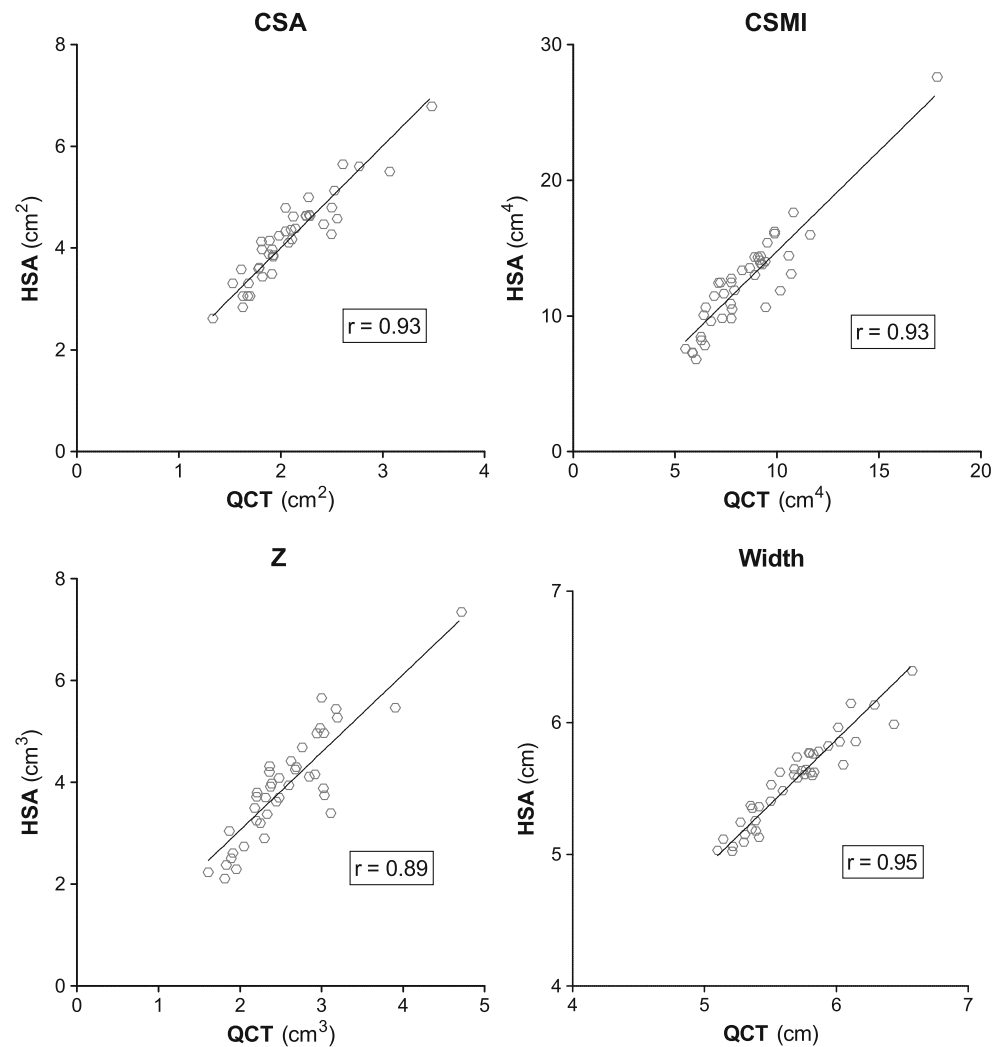 CSA
8
6
4
2
0
HSA (cm²)
r = 0.93
0 1 2 3 4
QCT (cm²)
CSMI
30
20
10
0
HSA (cm⁴)
r = 0.93
0 5 10 15 20
QCT (cm⁴)
Z
8
6
4
2
0
HSA (cm³)
r = 0.89
0 1 2 3 4 5
QCT (cm³)
Width
7
6
5
4
HSA (cm)
r = 0.95
4 5 6 7
QCT (cm)